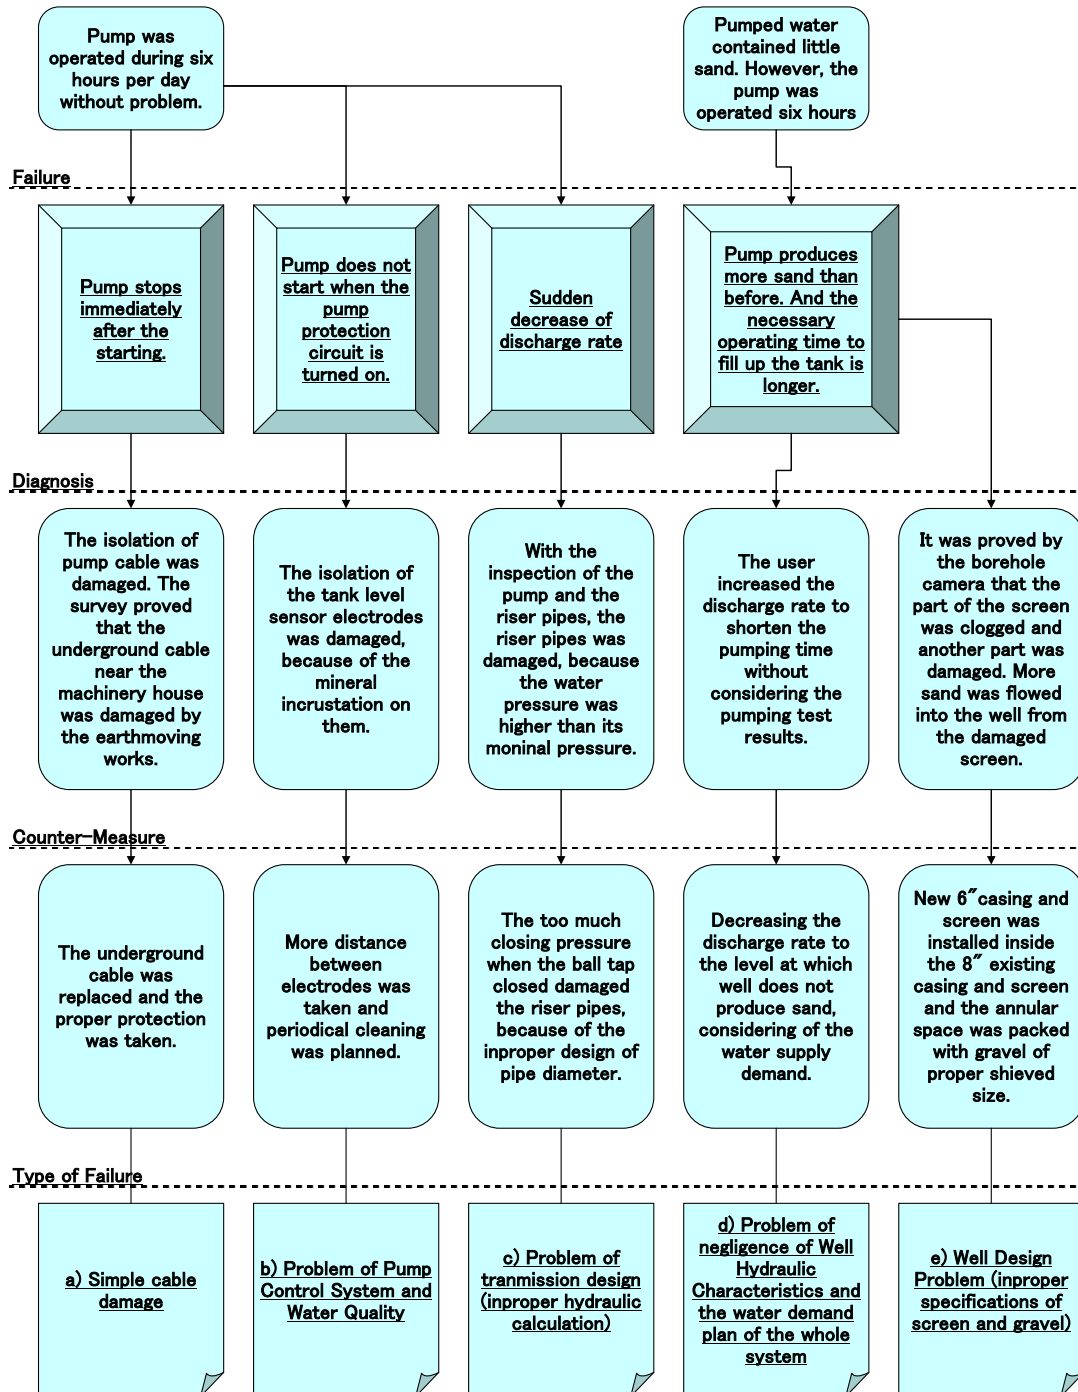 Pump was
operated during six
hours per day
without problem.
Pumped water
contained little
sand. However, the
pump was
operated six hours
Failure
Pump stops
immediately
after the
starting.
Pump does not
start when the
pump
protection
circuit is
turned on.
Sudden
decrease of
discharge rate
Pump produces
more sand than
before. And the
necessary
operating time to
fill up the tank is
longer.
Diagnosis
The isolation of
pump cable was
damaged. The
survey proved
that the
underground cable
near the
machinery house
was damaged by
the earthmoving
works.
The isolation of
the tank level
sensor electrodes
was damaged,
because of the
mineral
incrustation on
them.
With the
inspection of the
pump and the
riser pipes, the
riser pipes was
damaged, because
the water
pressure was
higher than its
moninal pressure.
The user
increased the
discharge rate to
shorten the
pumping time
without
considering the
pumping test
results.
It was proved by
the borehole
camera that the
part of the screen
was clogged and
another part was
damaged. More
sand was flowed
into the well from
the damaged
screen.
Counter-Measure
The underground
cable was
replaced and the
proper protection
was taken.
More distance
between
electrodes was
taken and
periodical cleaning
was planned.
The too much
closing pressure
when the ball tap
closed damaged
the riser pipes,
because of the
inproper design of
pipe diameter.
Decreasing the
discharge rate to
the level at which
well does not
produce sand,
considering of the
water supply
demand.
New 6″casing and
screen was
installed inside
the 8″ existing
casing and screen
and the annular
space was packed
with gravel of
proper shieved
size.
Type of Failure
a) Simple cable
damage
b) Problem of Pump
Control System and
Water Quality
c) Problem of
tranmission design
(inproper hydraulic
calculation)
d) Problem of
negligence of Well
Hydraulic
Characteristics and
the water demand
plan of the whole
system
e) Well Design
Problem (inproper
specifications of
screen and gravel)